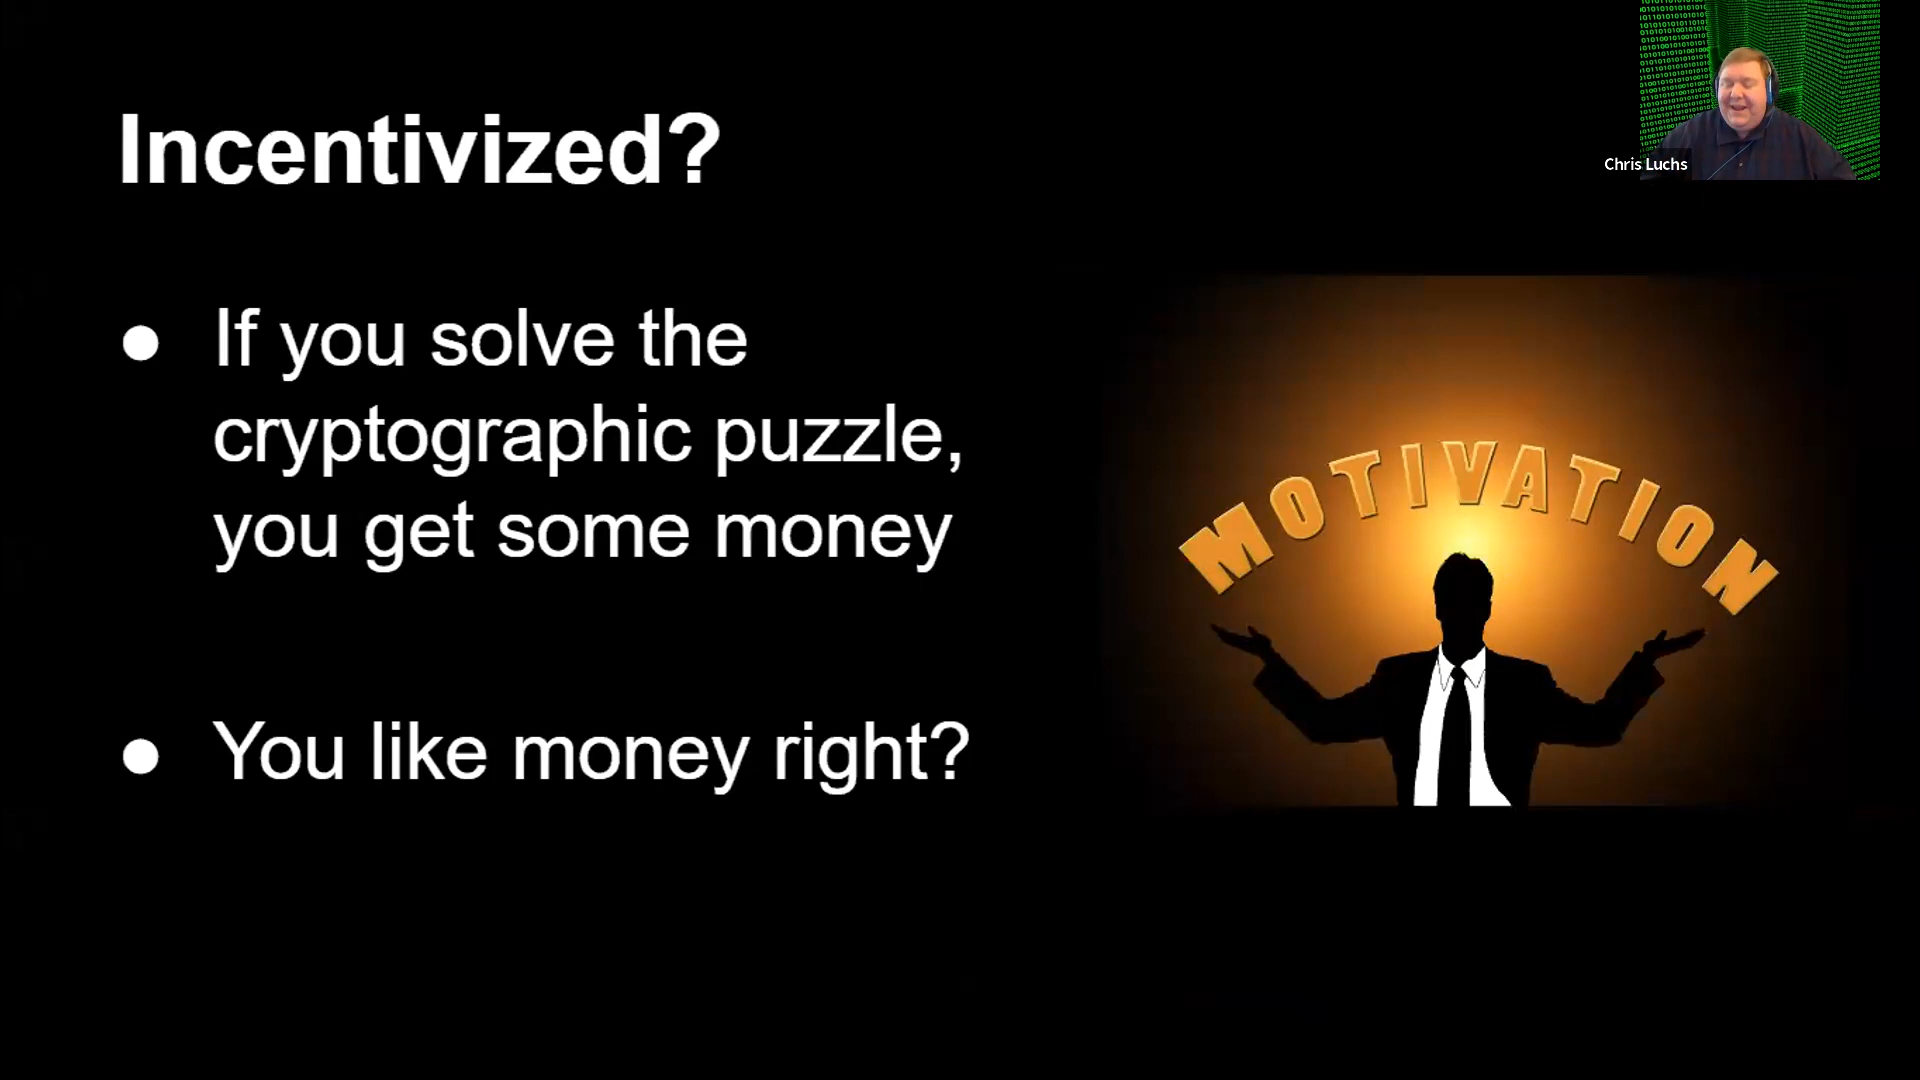 Incentivized?
● If you solve the
cryptographic puzzle,
you get some money
● You like money right?
MOTIVATION
Chris Luchs